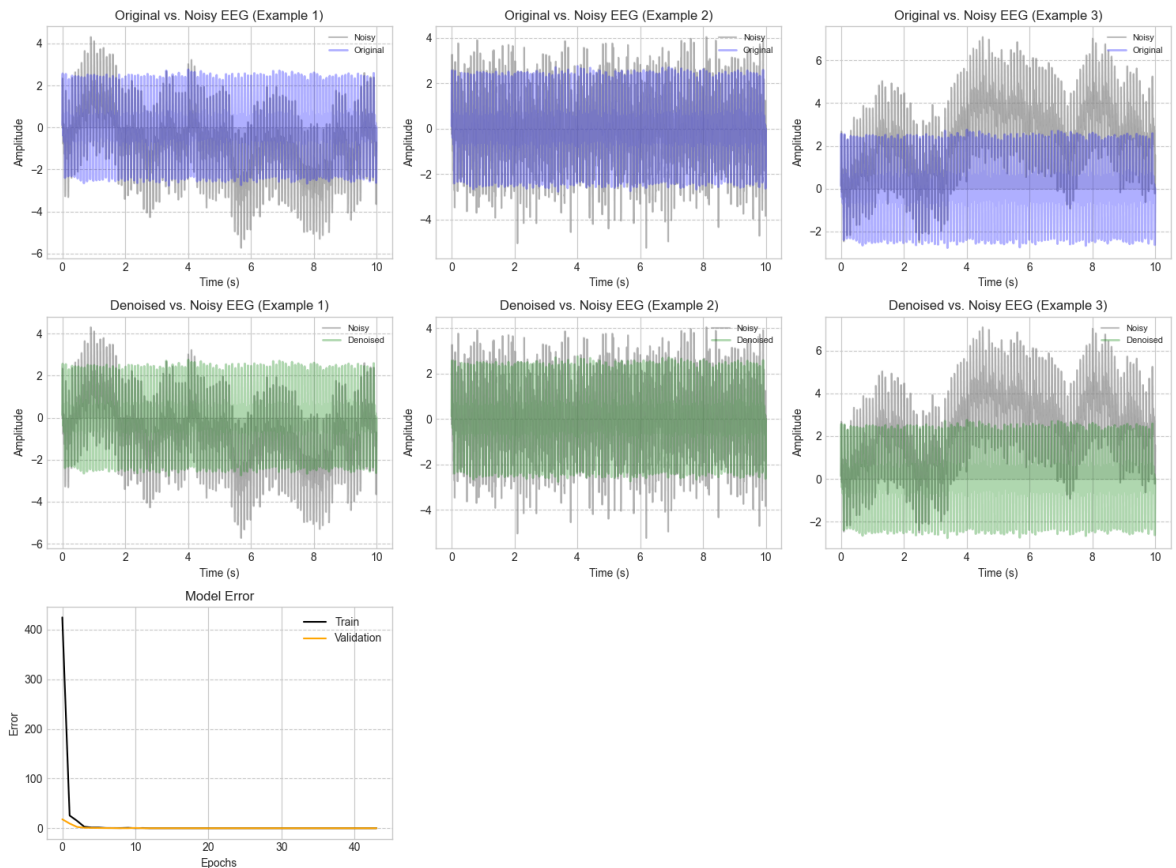 Original vs. Noisy EEG (Example 1)
Noisy
Original
4
2
0
−2
−4
−6
Amplitude
0 2 4 6 8 10
Time (s)
Original vs. Noisy EEG (Example 2)
Noisy
Original
4
2
0
−2
−4
Amplitude
0 2 4 6 8 10
Time (s)
Original vs. Noisy EEG (Example 3)
Noisy
Original
6
4
2
0
−2
Amplitude
0 2 4 6 8 10
Time (s)
Denoised vs. Noisy EEG (Example 1)
Noisy
Denoised
4
2
0
−2
−4
−6
Amplitude
0 2 4 6 8 10
Time (s)
Denoised vs. Noisy EEG (Example 2)
Noisy
Denoised
4
2
0
−2
−4
Amplitude
0 2 4 6 8 10
Time (s)
Denoised vs. Noisy EEG (Example 3)
Noisy
Denoised
6
4
2
0
−2
Amplitude
0 2 4 6 8 10
Time (s)
Model Error
Train
Validation
400
300
200
100
0
Error
0 10 20 30 40
Epochs